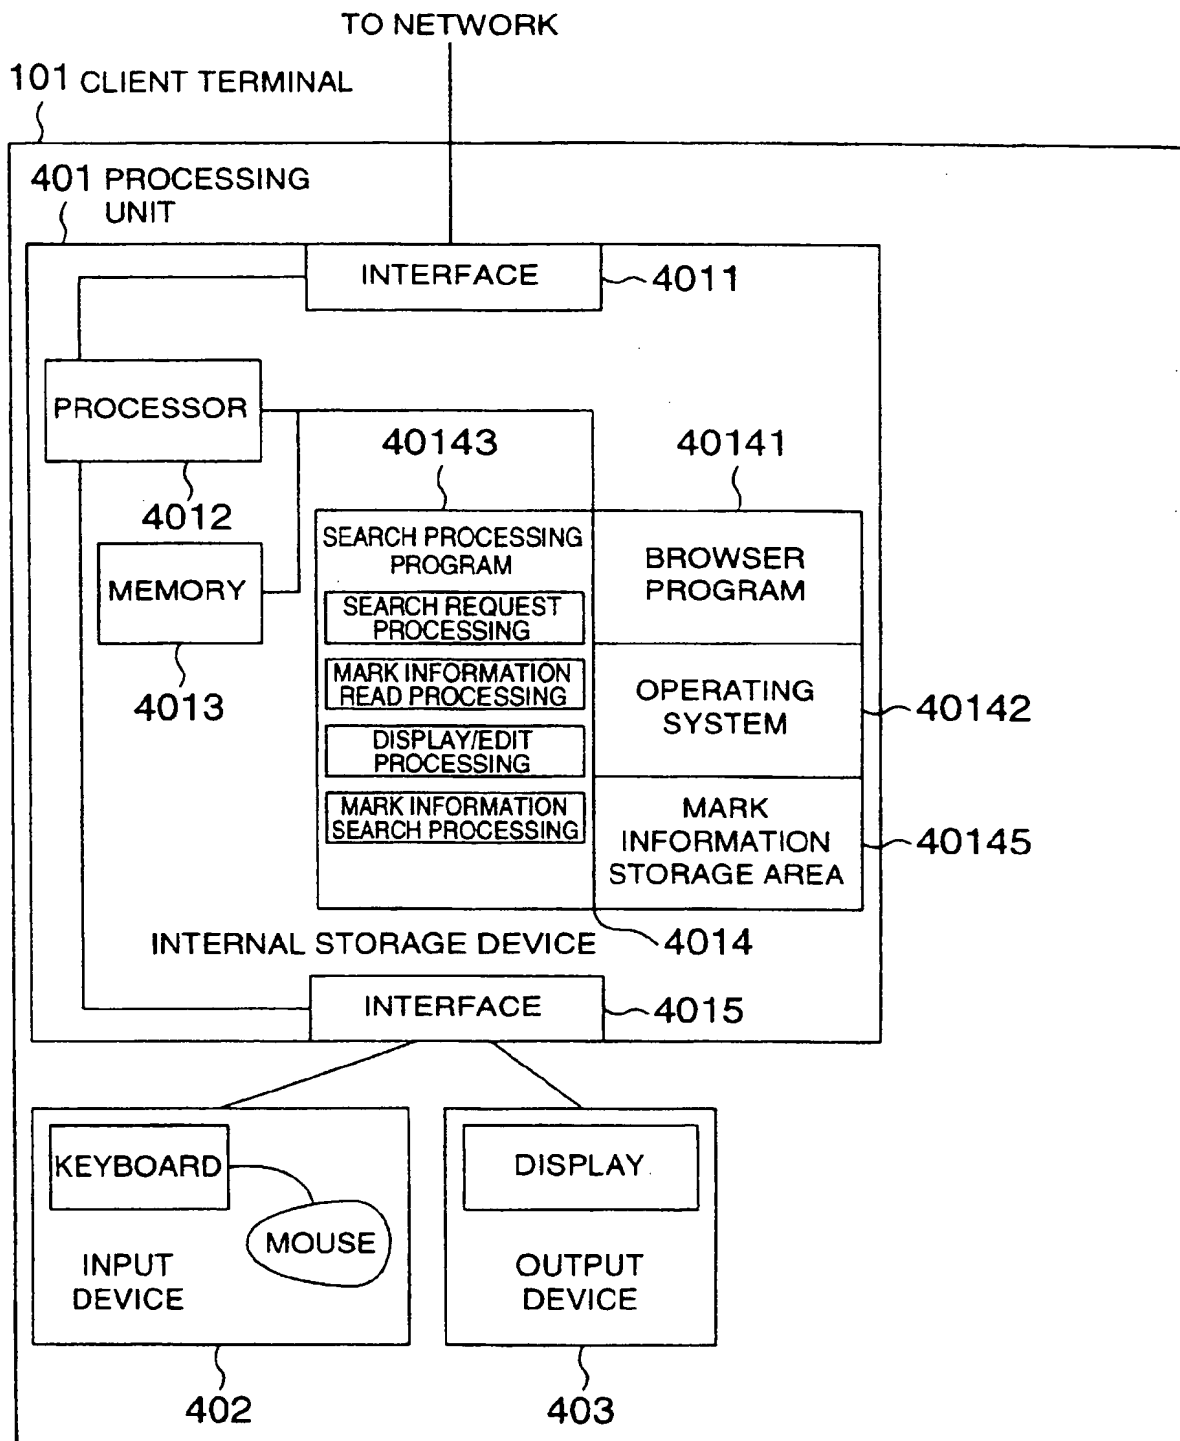 TO NETWORK
101 CLIENT TERMINAL
401 PROCESSING
UNIT
INTERFACE
4011
PROCESSOR
4012
40143
40141
MEMORY
4013
SEARCH PROCESSING
PROGRAM
SEARCH REQUEST
PROCESSING
MARK INFORMATION
READ PROCESSING
DISPLAY/EDIT
PROCESSING
MARK INFORMATION
SEARCH PROCESSING
BROWSER
PROGRAM
OPERATING
SYSTEM
40142
MARK
INFORMATION
STORAGE AREA
40145
INTERNAL STORAGE DEVICE
4014
INTERFACE
4015
KEYBOARD
MOUSE
INPUT
DEVICE
402
DISPLAY
OUTPUT
DEVICE
403